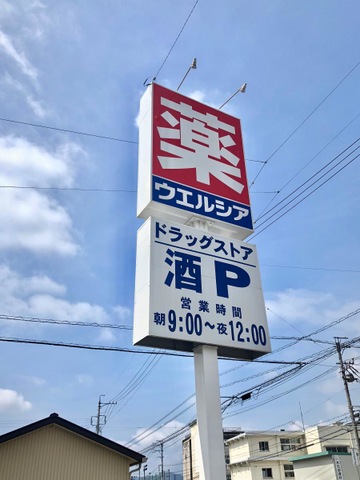 薬
ウエルシア
ドラッグストア
酒 P
営業時間
朝9:00～夜12:00